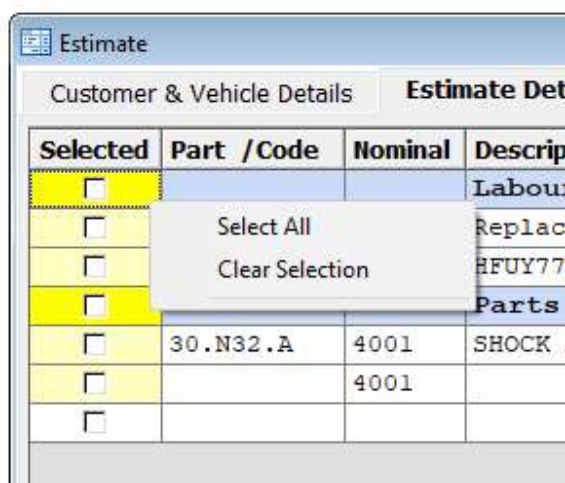 Estimate
Customer & Vehicle Details Estimate Det
Selected Part /Code Nominal Descrip
Labour
Select All Replac
Clear Selection HFUY77
Parts
30.N32.A 4001 SHOCK
4001